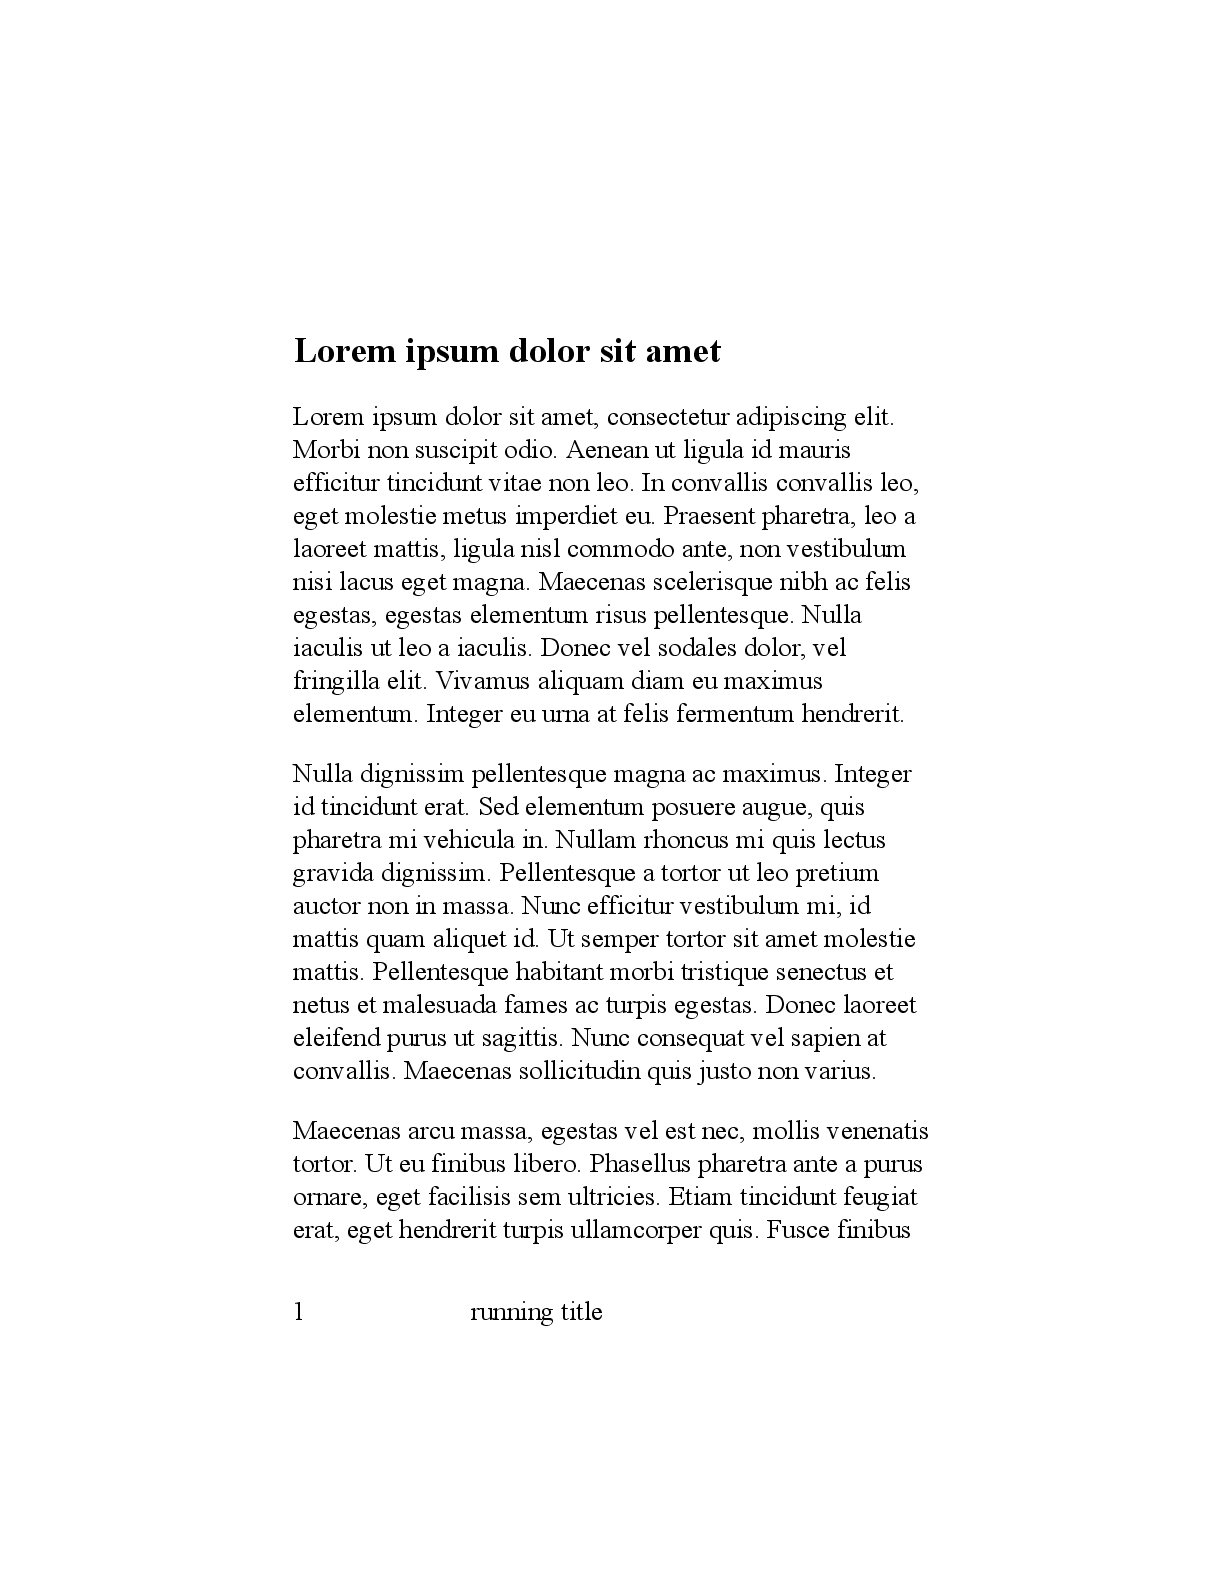 Lorem ipsum dolor sit amet
Lorem ipsum dolor sit amet, consectetur adipiscing elit.
Morbi non suscipit odio. Aenean ut ligula id mauris
efficitur tincidunt vitae non leo. In convallis convallis leo,
eget molestie metus imperdiet eu. Praesent pharetra, leo a
laoreet mattis, ligula nisl commodo ante, non vestibulum
nisi lacus eget magna. Maecenas scelerisque nibh ac felis
egestas, egestas elementum risus pellentesque. Nulla
iaculis ut leo a iaculis. Donec vel sodales dolor, vel
fringilla elit. Vivamus aliquam diam eu maximus
elementum. Integer eu urna at felis fermentum hendrerit.
Nulla dignissim pellentesque magna ac maximus. Integer
id tincidunt erat. Sed elementum posuere augue, quis
pharetra mi vehicula in. Nullam rhoncus mi quis lectus
gravida dignissim. Pellentesque a tortor ut leo pretium
auctor non in massa. Nunc efficitur vestibulum mi, id
mattis quam aliquet id. Ut semper tortor sit amet molestie
mattis. Pellentesque habitant morbi tristique senectus et
netus et malesuada fames ac turpis egestas. Donec laoreet
eleifend purus ut sagittis. Nunc consequat vel sapien at
convallis. Maecenas sollicitudin quis justo non varius.
Maecenas arcu massa, egestas vel est nec, mollis venenatis
tortor. Ut eu finibus libero. Phasellus pharetra ante a purus
ornare, eget facilisis sem ultricies. Etiam tincidunt feugiat
erat, eget hendrerit turpis ullamcorper quis. Fusce finibus
1 running title